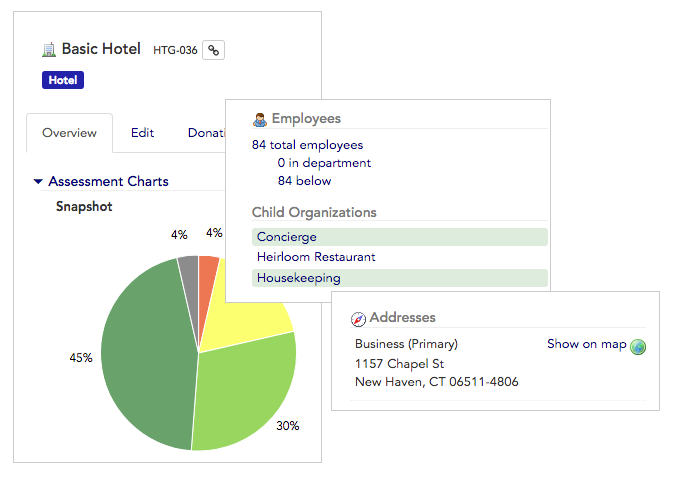 Basic Hotel HTG-036
Hotel
Overview Edit
Assessment Charts
Snapshot
4% 4%
45%
30%
Employees
84 total employees
0 in department
84 below
Child Organizations
Concierge
Heirloom Restaurant
Housekeeping
Addresses
Business (Primary) Show on map
1157 Chapel St
New Haven, CT 06511-4806